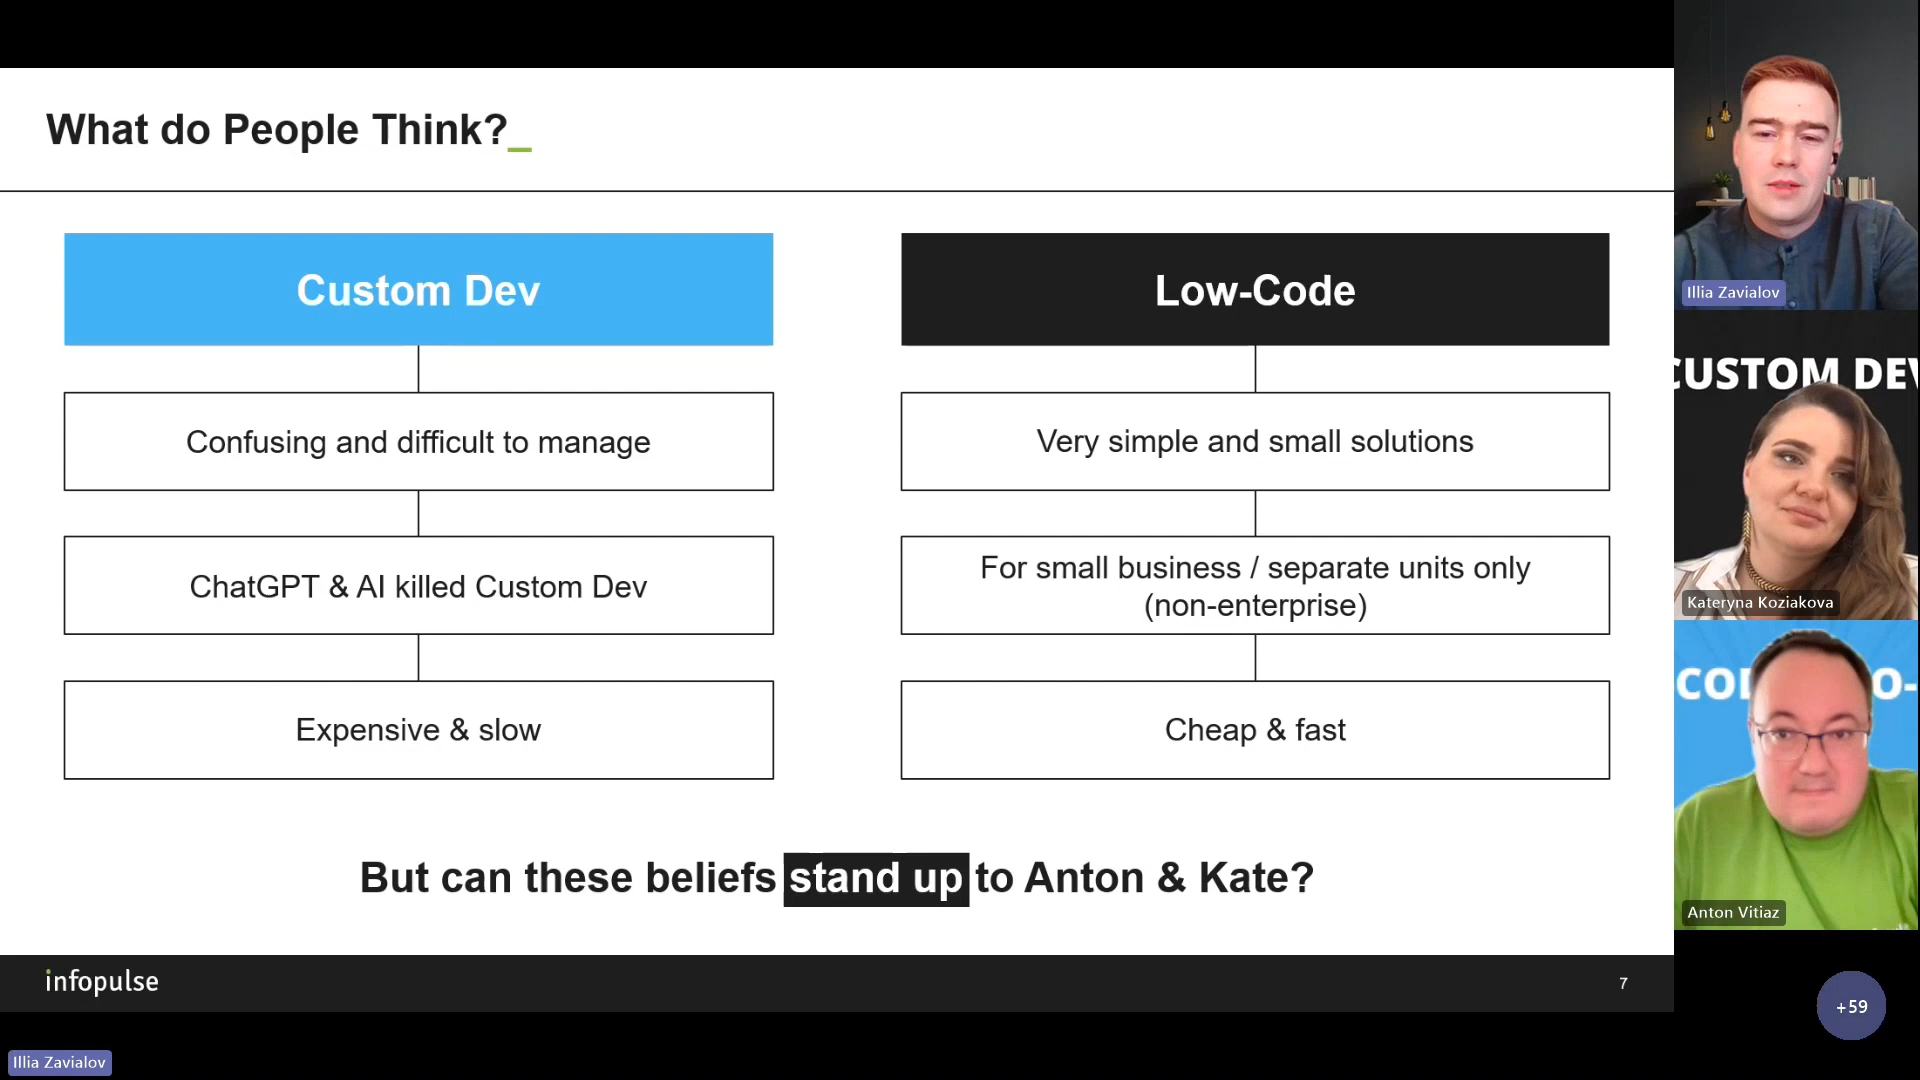 What do People Think?_
Custom Dev
Confusing and difficult to manage
ChatGPT & AI killed Custom Dev
Expensive & slow
Low-Code
Very simple and small solutions
For small business / separate units only
(non-enterprise)
Cheap & fast
But can these beliefs stand up to Anton & Kate?
infopulse
7
Illia Zavialov
CUSTOM DEV
Kateryna Koziakova
O-
Anton Vitiaz
+59
Illia Zavialov